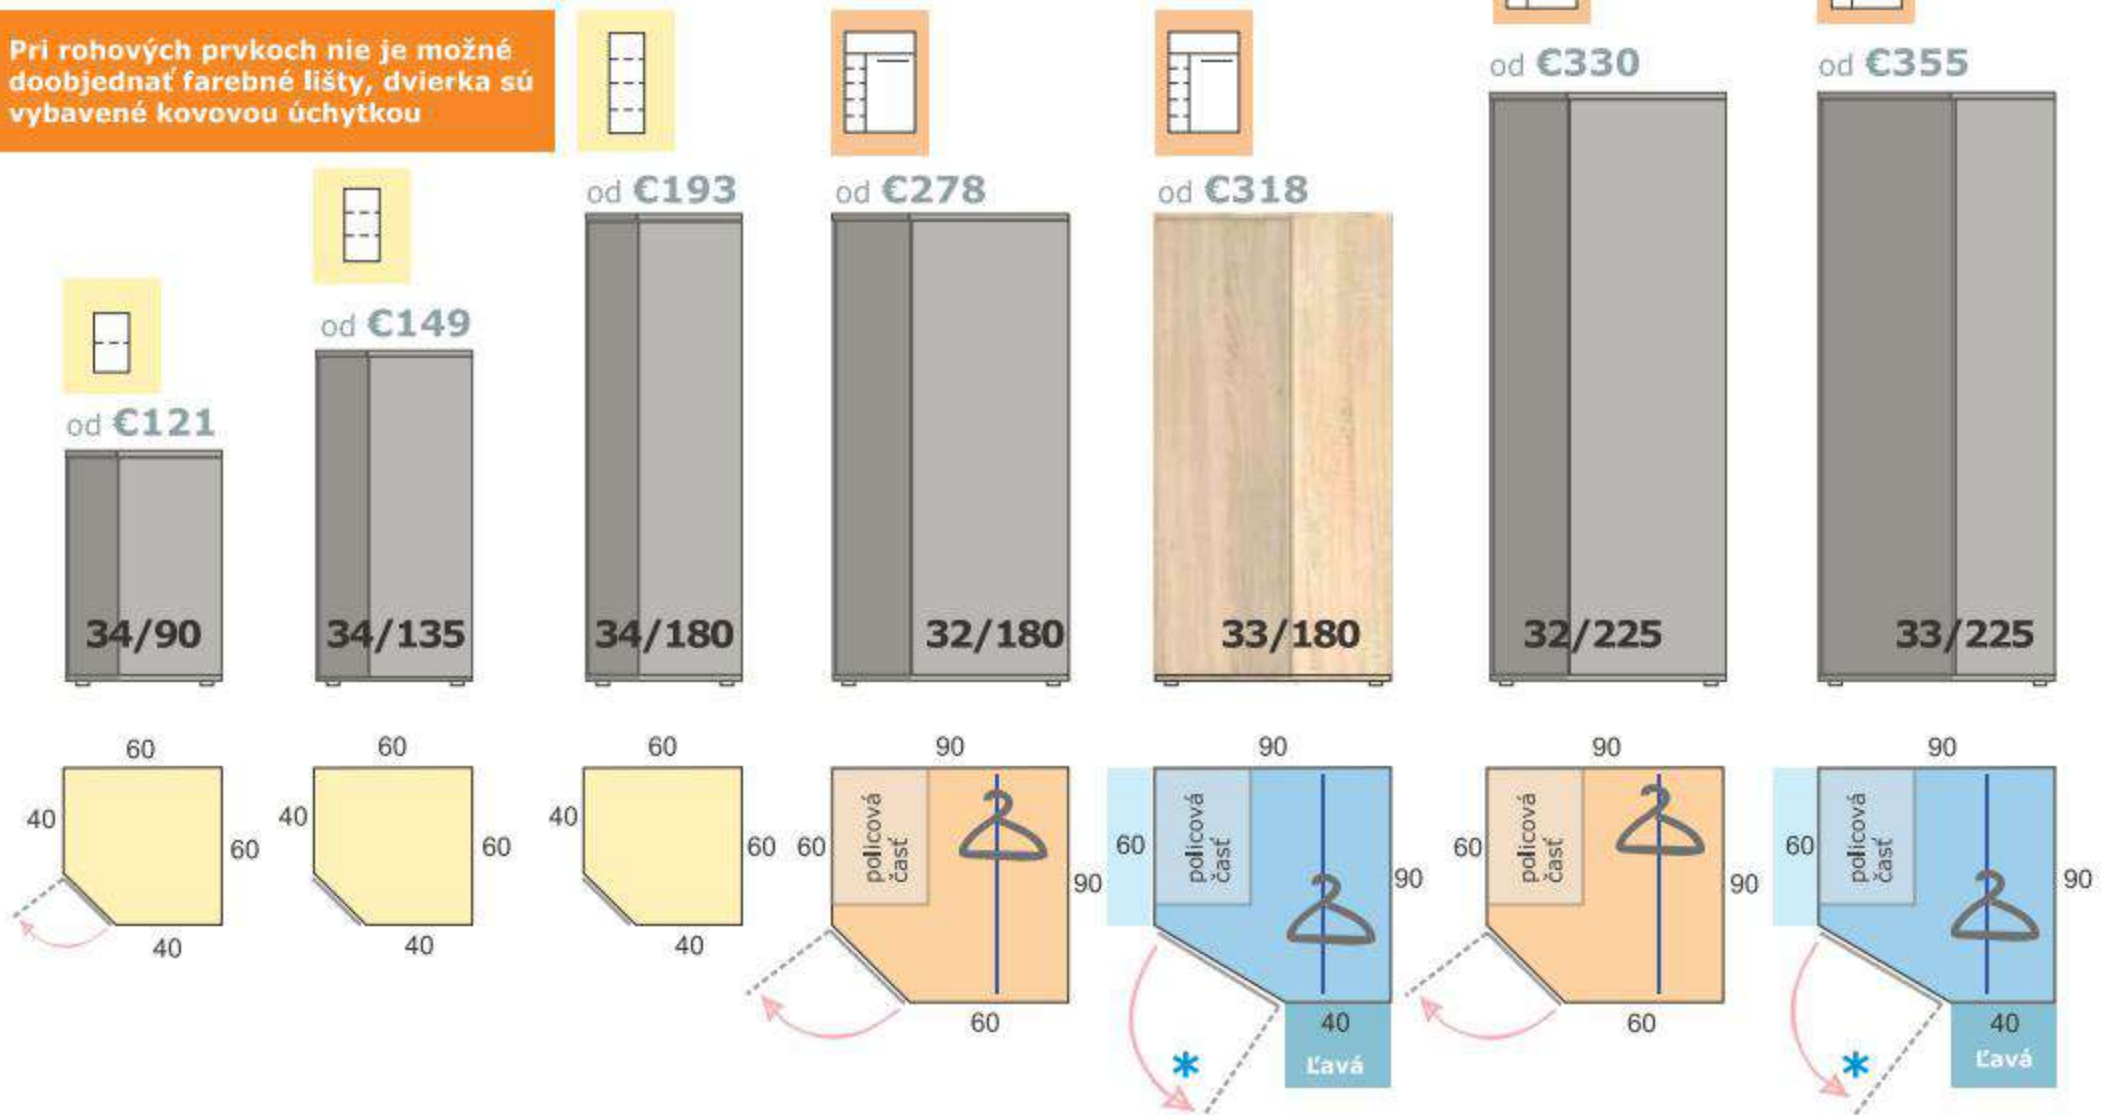 Pri rohových prvkoch nie je možné
doobjednať farebné lišty, dvierka sú
vybavené kovovou úchytkou
od €121
od €149
od €193
od €278
od €318
od €330
od €355
34/90
34/135
34/180
32/180
33/180
32/225
33/225
60
40
60
40
60
40
60
40
60
40
60
40
90
60
policová
časť
90
60
90
60
policová
časť
90
40
*
Ľavá
90
60
policová
časť
90
60
90
60
policová
časť
90
40
*
Ľavá